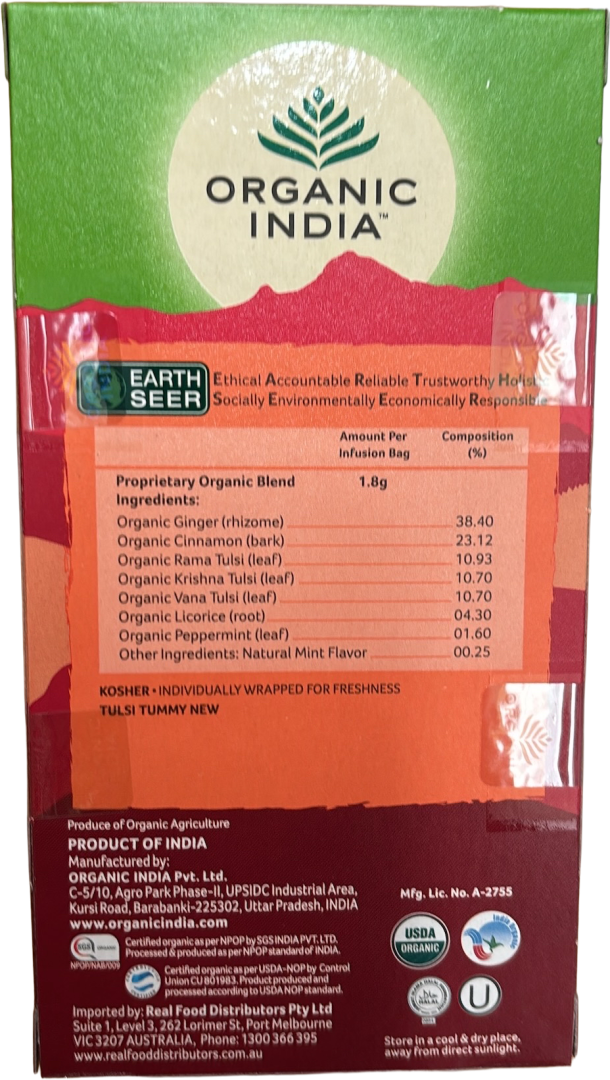 ORGANIC
INDIA™
EARTH
SEER
Ethical Accountable Reliable Trustworthy Holistic
Socially Environmentally Economically Responsible
Amount Per
Infusion Bag
Composition
(%)
Proprietary Organic Blend 1.8g
Ingredients:
Organic Ginger (rhizome) 38.40
Organic Cinnamon (bark) 23.12
Organic Rama Tulsi (leaf) 10.93
Organic Krishna Tulsi (leaf) 10.70
Organic Vana Tulsi (leaf) 10.70
Organic Licorice (root) 04.30
Organic Peppermint (leaf) 01.60
Other Ingredients: Natural Mint Flavor 00.25
KOSHER • INDIVIDUALLY WRAPPED FOR FRESHNESS
TULSI TUMMY NEW
Produce of Organic Agriculture
PRODUCT OF INDIA
Manufactured by:
ORGANIC INDIA Pvt. Ltd.
C-5/10, Agro Park Phase-II, UPSIDC Industrial Area,
Kursi Road, Barabanki-225302, Uttar Pradesh, INDIA
www.organicindia.com
Mfg. Lic. No. A-2755
SGS
NPOP/NAB/009
Certified organic as per NPOP by SGS INDIA PVT. LTD.
Processed & produced as per NPOP standard of INDIA.
Certified organic as per USDA-NOP by Control
Union CU 801983. Product produced and
processed according to USDA NOP standard.
USDA
ORGANIC
HALAL
U
Imported by: Real Food Distributors Pty Ltd
Suite 1, Level 3, 262 Lorimer St, Port Melbourne
VIC 3207 AUSTRALIA, Phone: 1300 366 395
www.realfooddistributors.com.au
Store in a cool & dry place,
away from direct sunlight.